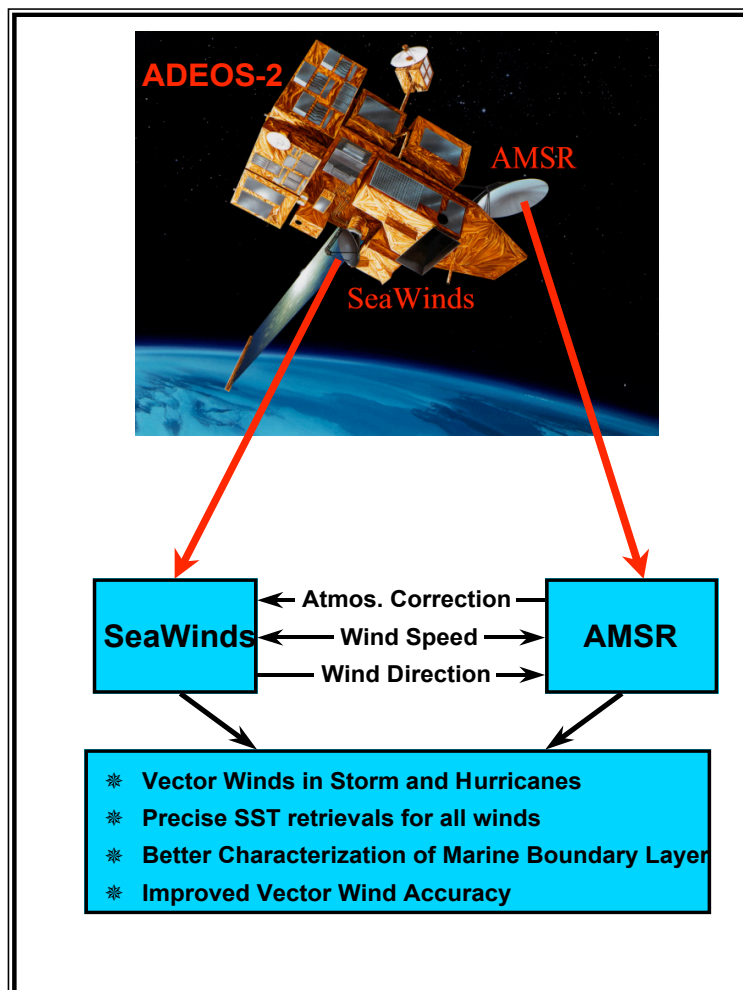 ADEOS-2
AMSR
SeaWinds
Atmos. Correction
SeaWinds
Wind Speed
AMSR
Wind Direction
✵ Vector Winds in Storm and Hurricanes
✵ Precise SST retrievals for all winds
✵ Better Characterization of Marine Boundary Layer
✵ Improved Vector Wind Accuracy